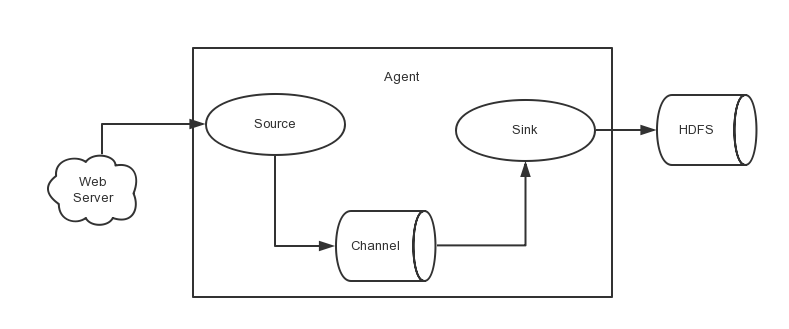 Agent
Source
Sink
HDFS
Web
Server
Channel